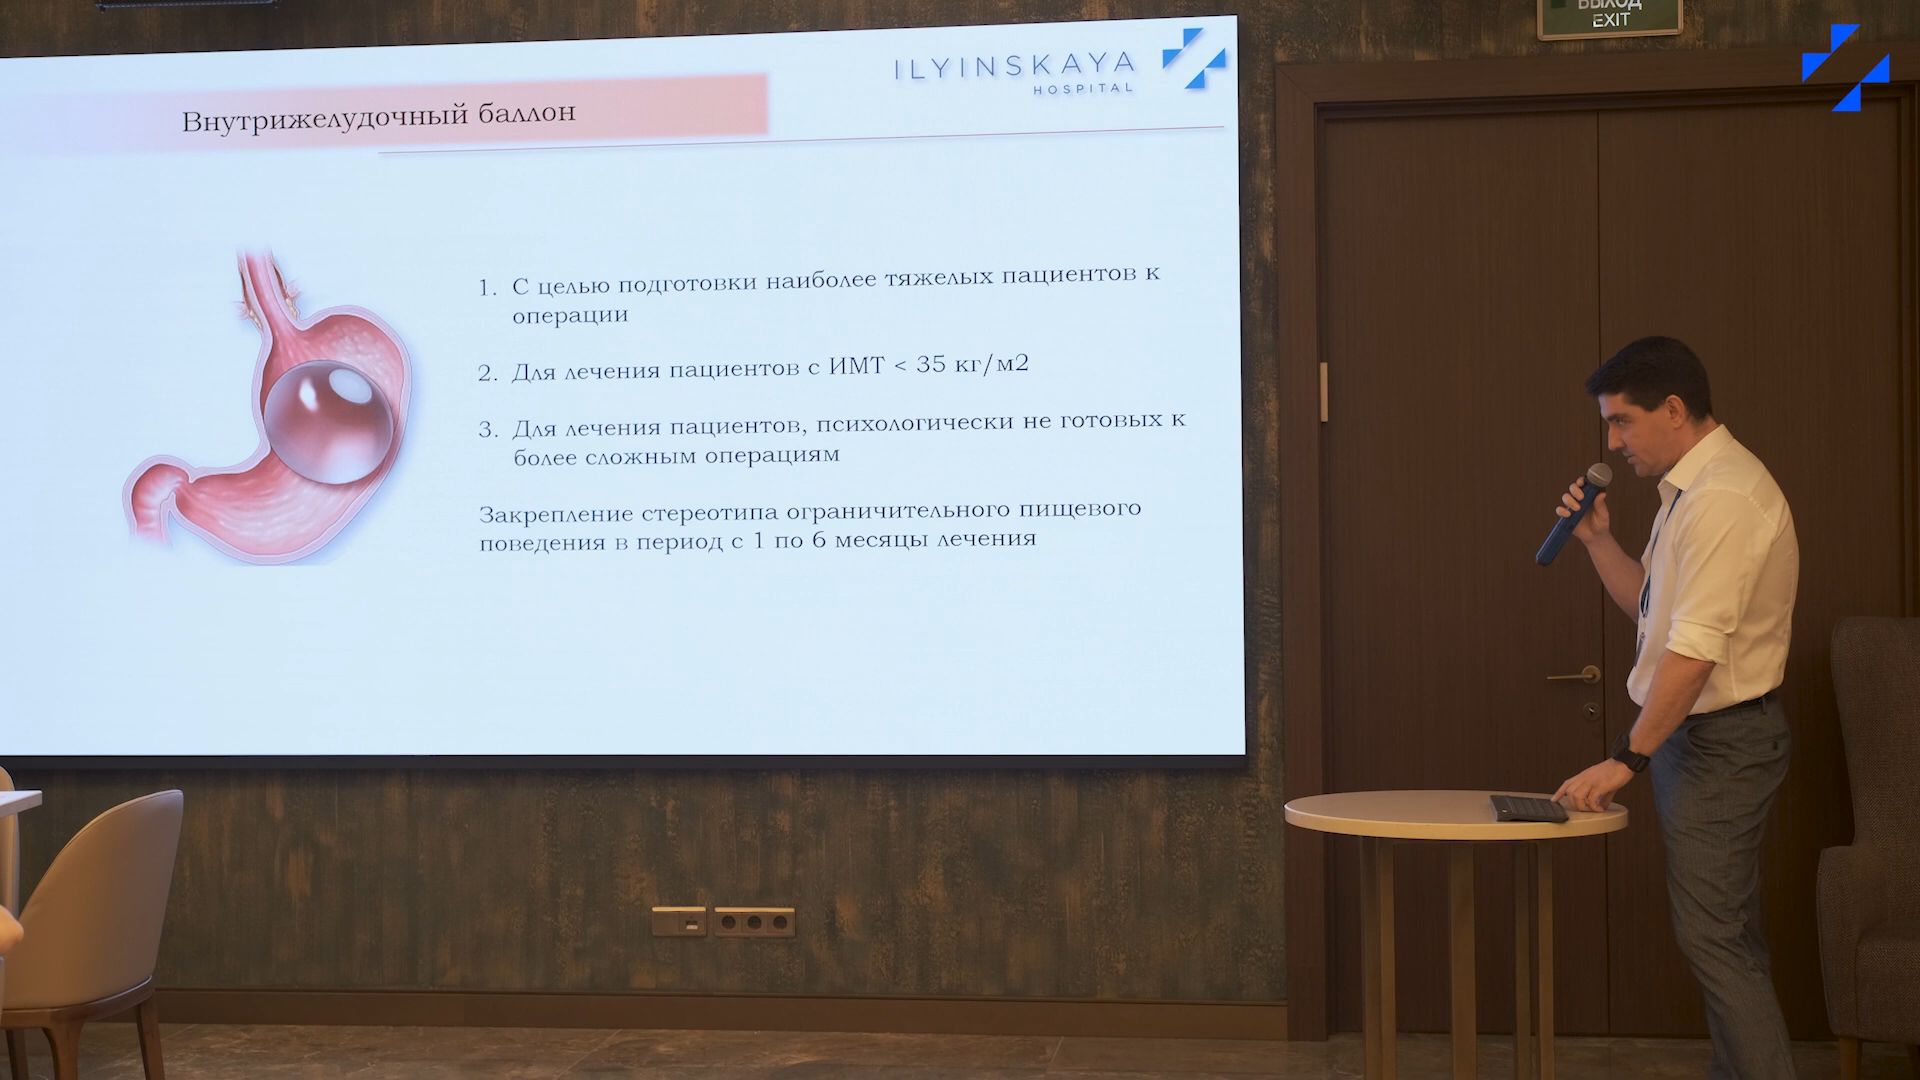 ВЫХОД
EXIT
ILYINSKAYA
HOSPITAL
Внутрижелудочный баллон
1. С целью подготовки наиболее тяжелых пациентов к
операции
2. Для лечения пациентов с ИМТ < 35 кг/м2
3. Для лечения пациентов, психологически не готовых к
более сложным операциям
Закрепление стереотипа ограничительного пищевого
поведения в период с 1 по 6 месяцы лечения